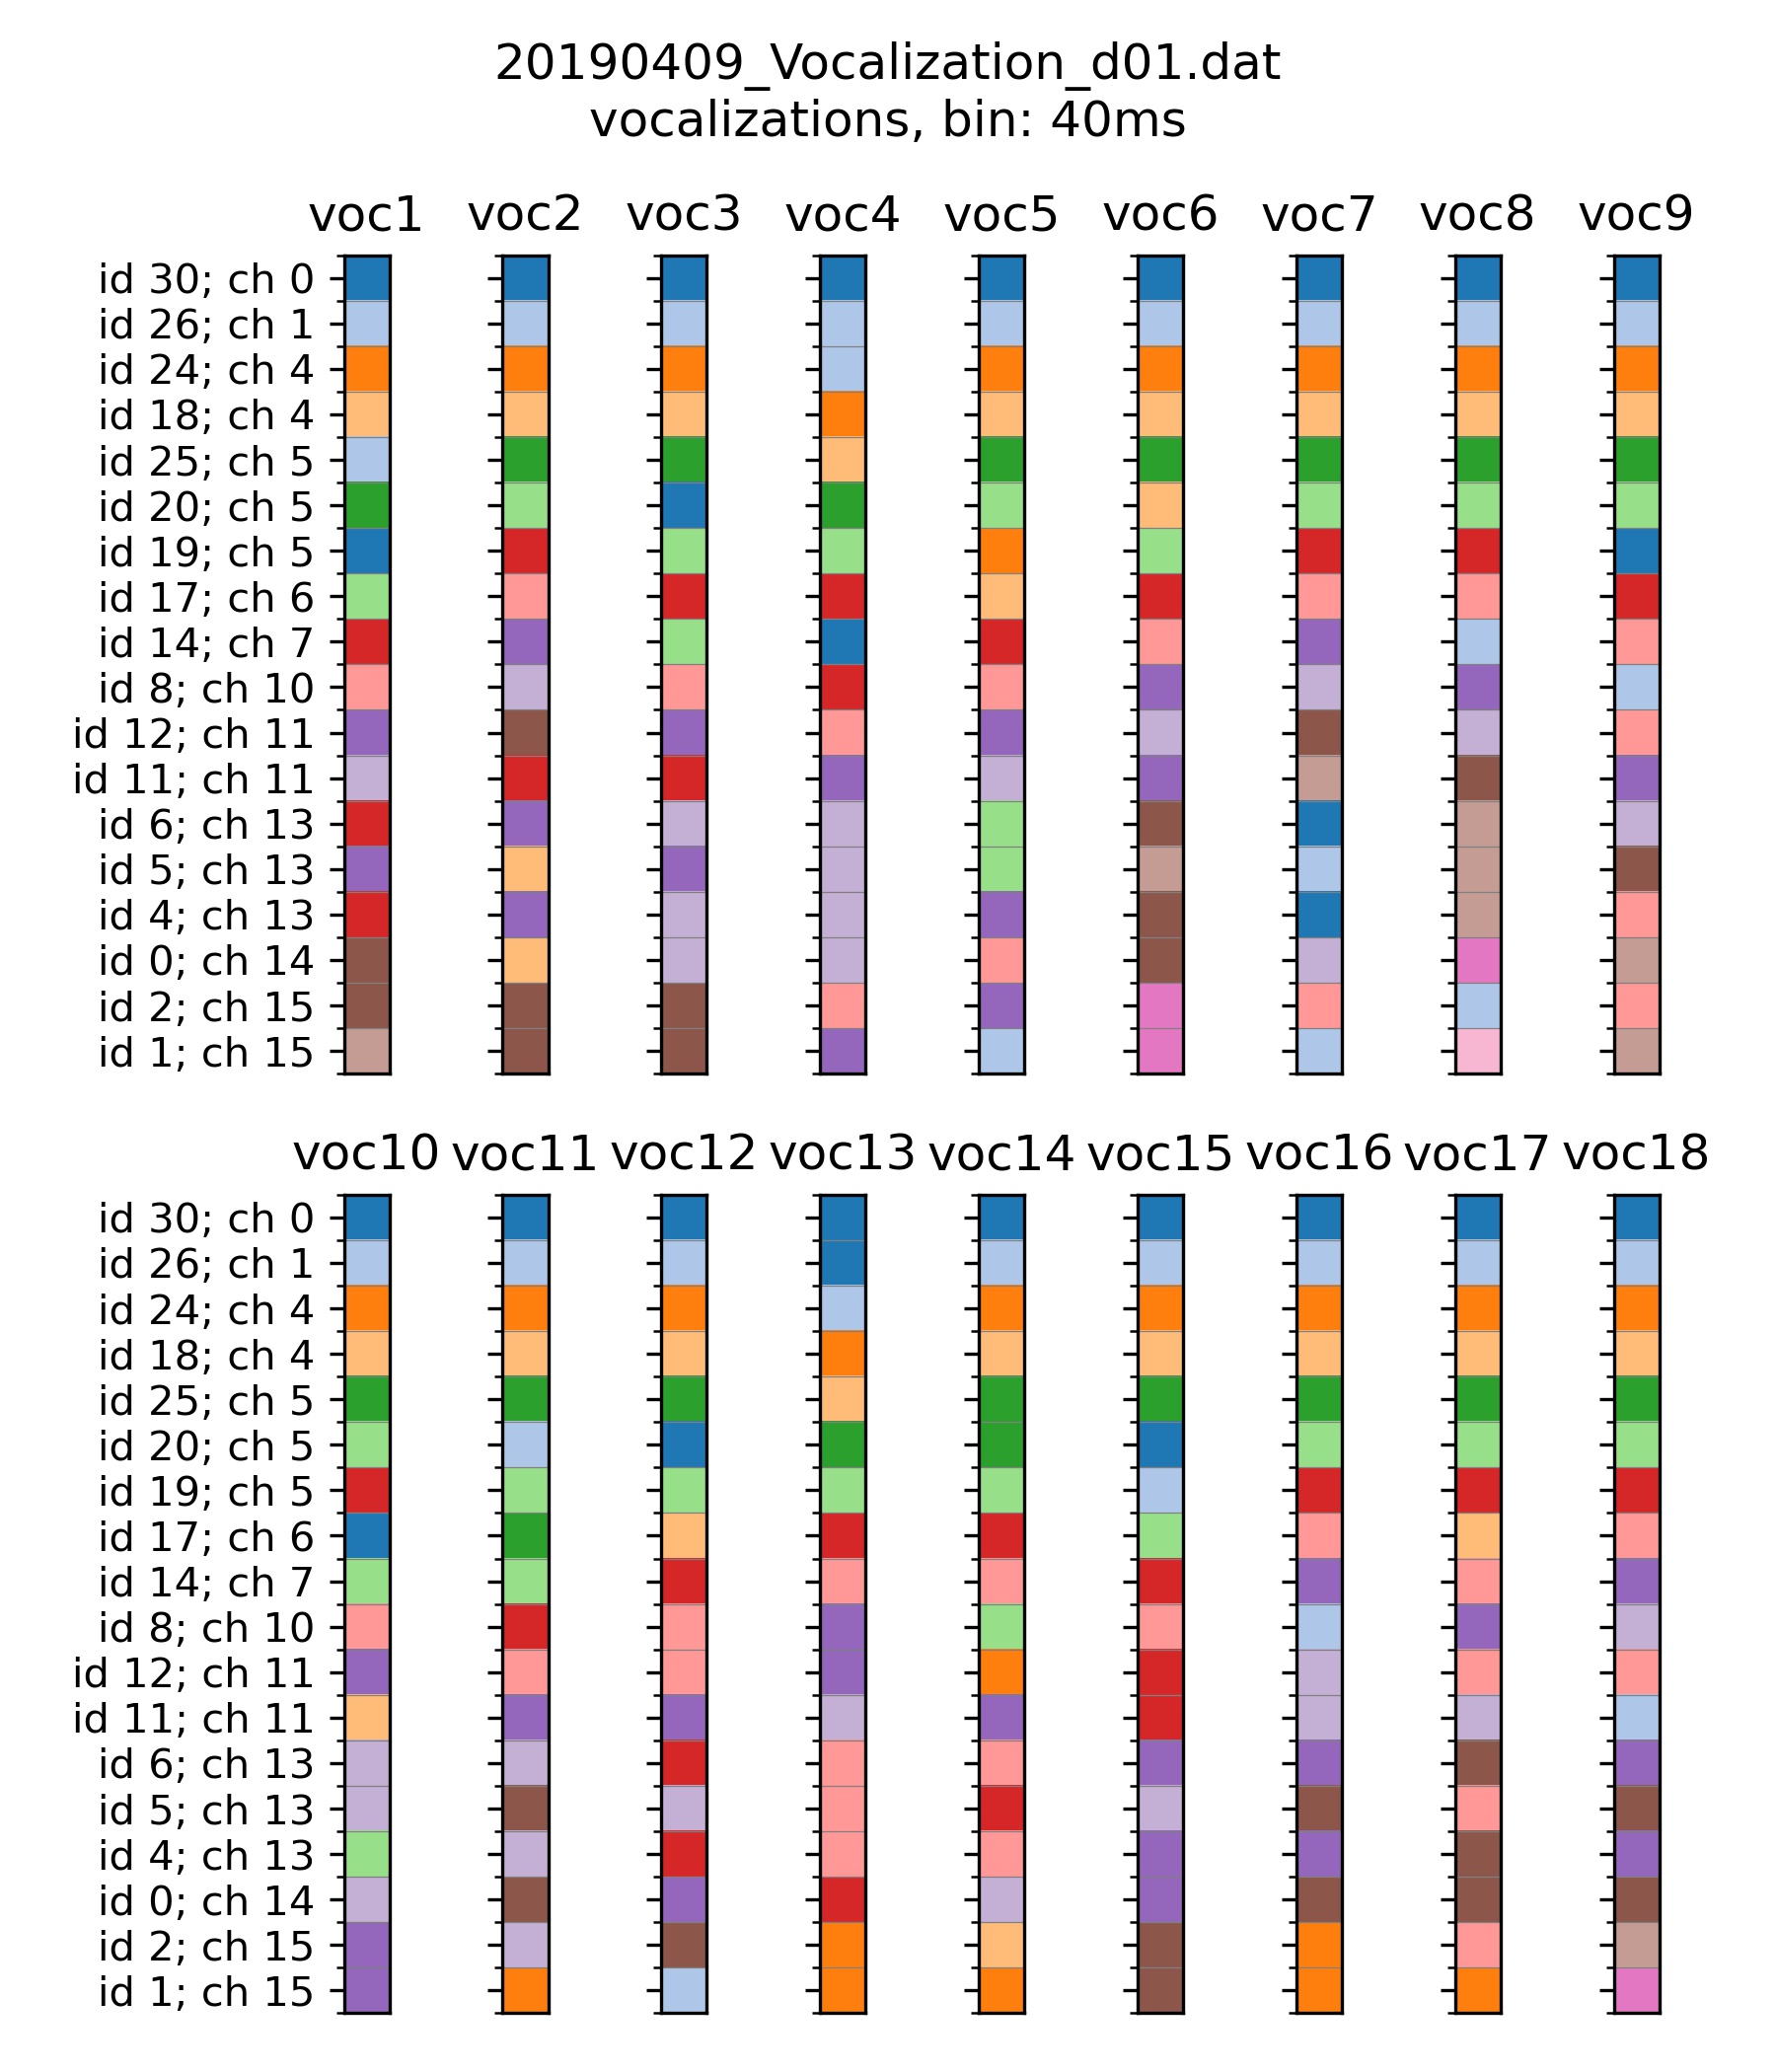 20190409_Vocalization_d01.dat
vocalizations, bin: 40ms
voc1 voc2 voc3 voc4 voc5 voc6 voc7 voc8 voc9
id 30; ch 0
id 26; ch 1
id 24; ch 4
id 18; ch 4
id 25; ch 5
id 20; ch 5
id 19; ch 5
id 17; ch 6
id 14; ch 7
id 8; ch 10
id 12; ch 11
id 11; ch 11
id 6; ch 13
id 5; ch 13
id 4; ch 13
id 0; ch 14
id 2; ch 15
id 1; ch 15
voc10 voc11 voc12 voc13 voc14 voc15 voc16 voc17 voc18
id 30; ch 0
id 26; ch 1
id 24; ch 4
id 18; ch 4
id 25; ch 5
id 20; ch 5
id 19; ch 5
id 17; ch 6
id 14; ch 7
id 8; ch 10
id 12; ch 11
id 11; ch 11
id 6; ch 13
id 5; ch 13
id 4; ch 13
id 0; ch 14
id 2; ch 15
id 1; ch 15